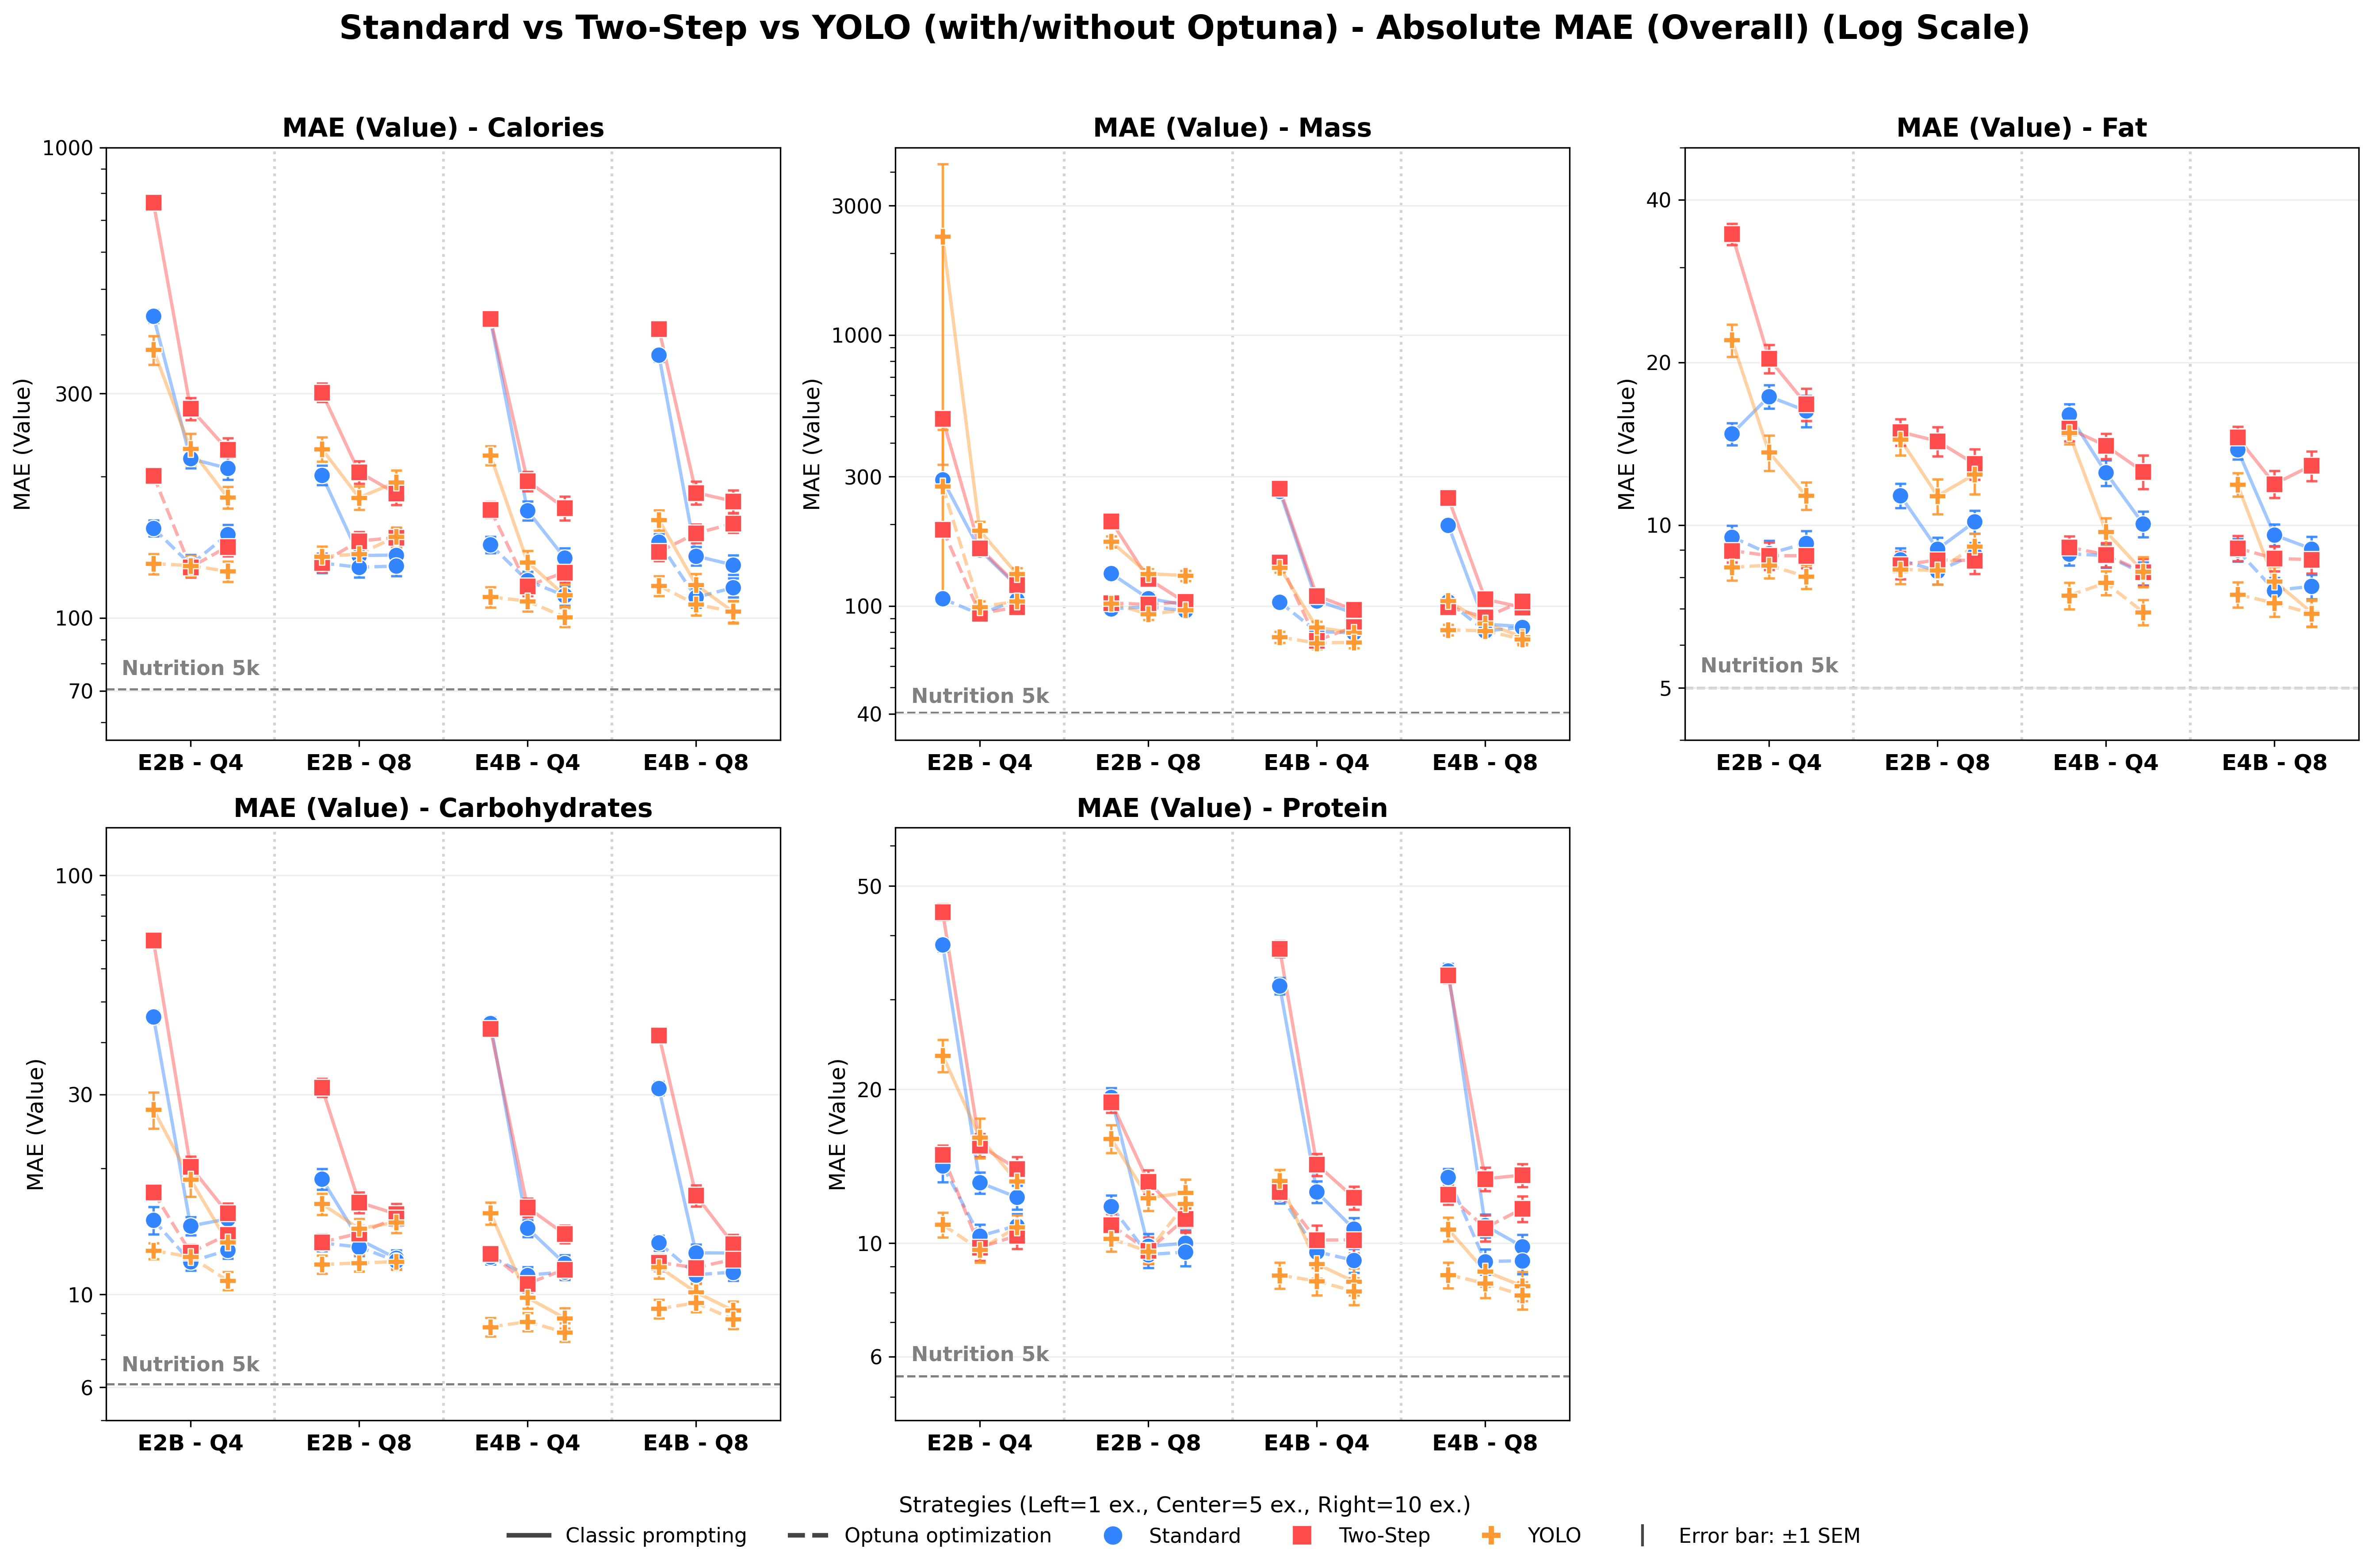 Standard vs Two-Step vs YOLO (with/without Optuna) - Absolute MAE (Overall) (Log Scale)
MAE (Value) - Calories
MAE (Value)
1000
300
100
70
Nutrition 5k
E2B - Q4
E2B - Q8
E4B - Q4
E4B - Q8
MAE (Value) - Mass
MAE (Value)
3000
1000
300
100
40
Nutrition 5k
E2B - Q4
E2B - Q8
E4B - Q4
E4B - Q8
MAE (Value) - Fat
MAE (Value)
40
20
10
5
Nutrition 5k
E2B - Q4
E2B - Q8
E4B - Q4
E4B - Q8
MAE (Value) - Carbohydrates
MAE (Value)
100
30
10
6
Nutrition 5k
E2B - Q4
E2B - Q8
E4B - Q4
E4B - Q8
MAE (Value) - Protein
MAE (Value)
50
20
10
6
Nutrition 5k
E2B - Q4
E2B - Q8
E4B - Q4
E4B - Q8
Strategies (Left=1 ex., Center=5 ex., Right=10 ex.)
Classic prompting
Optuna optimization
Standard
Two-Step
YOLO
Error bar: ±1 SEM